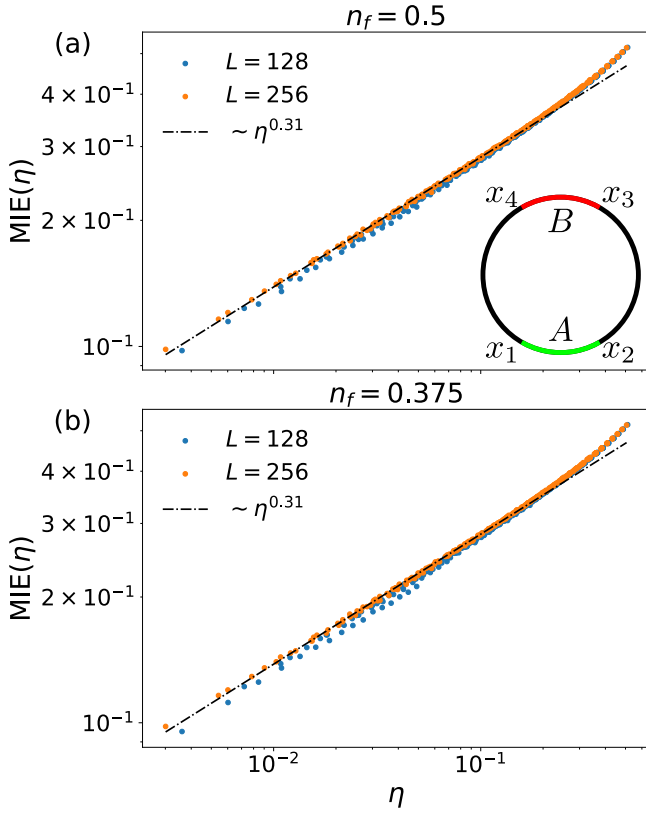 n_f = 0.5
(a)
L = 128
L = 256
~ η^0.31
4 × 10^−1
3 × 10^−1
2 × 10^−1
10^−1
MIE(η)
x_4 x_3
B
A
x_1 x_2
n_f = 0.375
(b)
L = 128
L = 256
~ η^0.31
4 × 10^−1
3 × 10^−1
2 × 10^−1
10^−1
MIE(η)
10^−2 10^−1
η